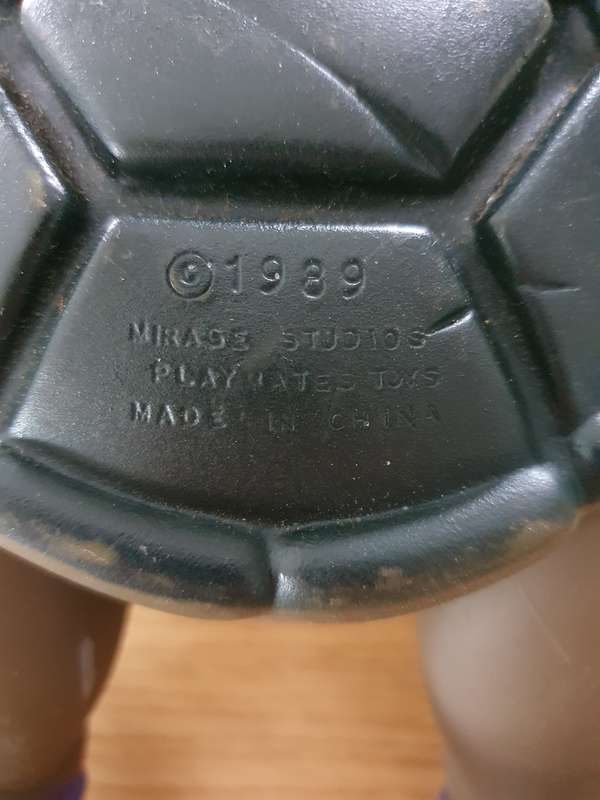 ©1989
MIRAGE STUDIOS
PLAYMATES TOYS
MADE IN CHINA